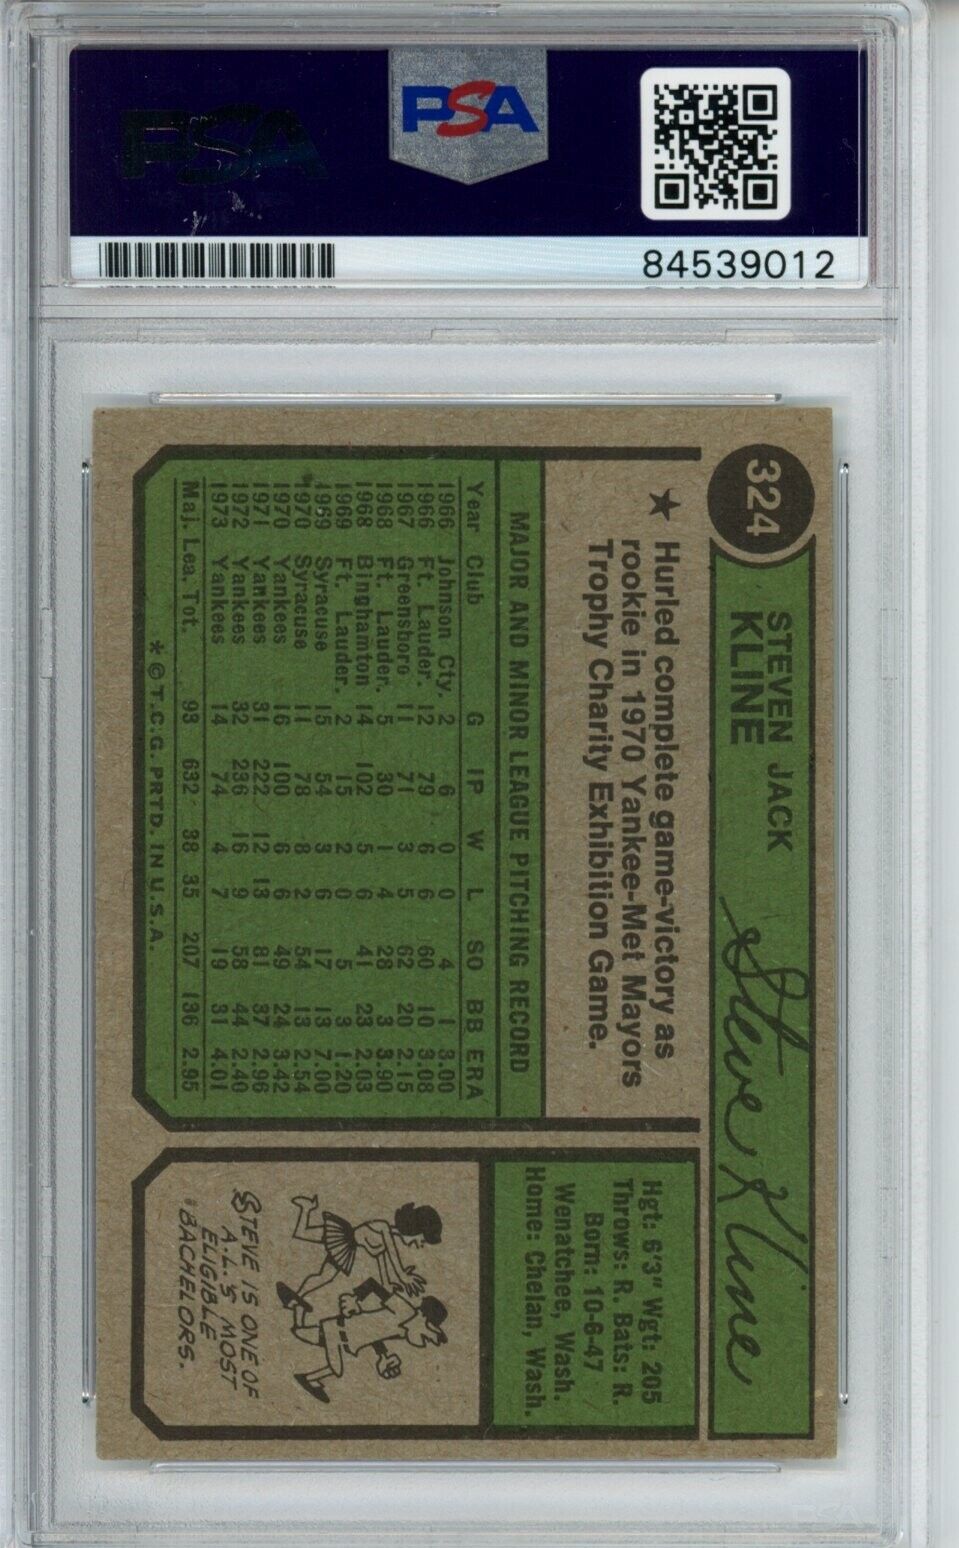 PSA
PSA
84539012
324
STEVEN JACK
KLINE
Steve Kline
★ Hurled complete game-victory as
rookie in 1970 Yankee-Met Mayors
Trophy Charity Exhibition Game.
MAJOR AND MINOR LEAGUE PITCHING RECORD
Year Club G IP W L SO BB ERA
1966 Johnson Cty. 2 6 0 0 4 1 3.00
1966 Ft. Lauder. 12 79 6 6 60 10 3.08
1967 Greensboro 11 71 3 5 62 20 2.15
1968 Ft. Lauder. 5 30 1 4 28 3 3.90
1968 Binghamton 14 102 5 6 41 23 2.03
1969 Ft. Lauder. 2 15 2 0 5 3 1.20
1969 Syracuse 15 54 3 6 17 13 7.00
1970 Syracuse 11 78 8 2 54 13 2.54
1970 Yankees 16 100 6 6 49 24 3.42
1971 Yankees 31 222 12 13 81 37 2.96
1972 Yankees 32 236 16 9 58 44 2.40
1973 Yankees 14 74 4 7 19 31 4.01
Maj. Lea. Tot. 93 632 38 35 207 136 2.95
*©T.C.G. PRTD. IN U.S.A.
Hgt: 6'3" Wgt: 205
Throws: R. Bats: R.
Born: 10-6-47
Wenatchee, Wash.
Home: Chelan, Wash.
STEVE IS ONE OF
A.L.'S MOST
ELIGIBLE
BACHELORS.